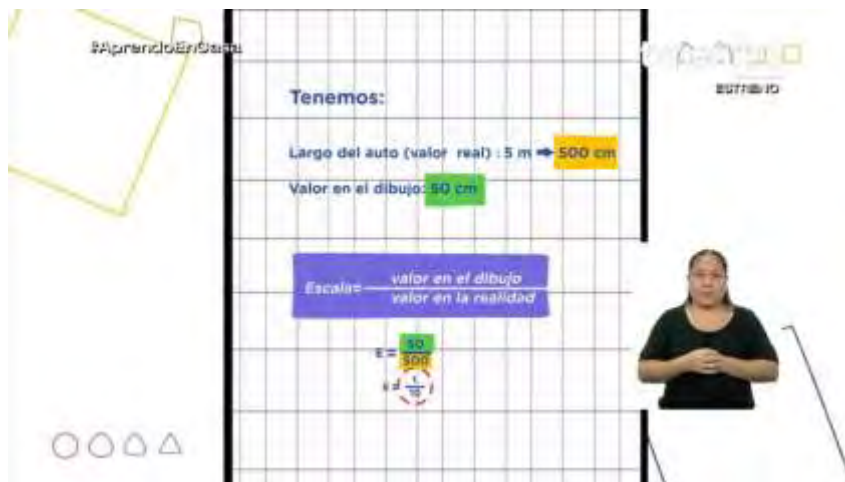 #AprendoEnCasa
ESTRENO
Tenemos:
Largo del auto (valor real) : 5 m ➡ 500 cm
Valor en el dibujo: 50 cm
Escala= valor en el dibujo
valor en la realidad
E = 50
500
1
10